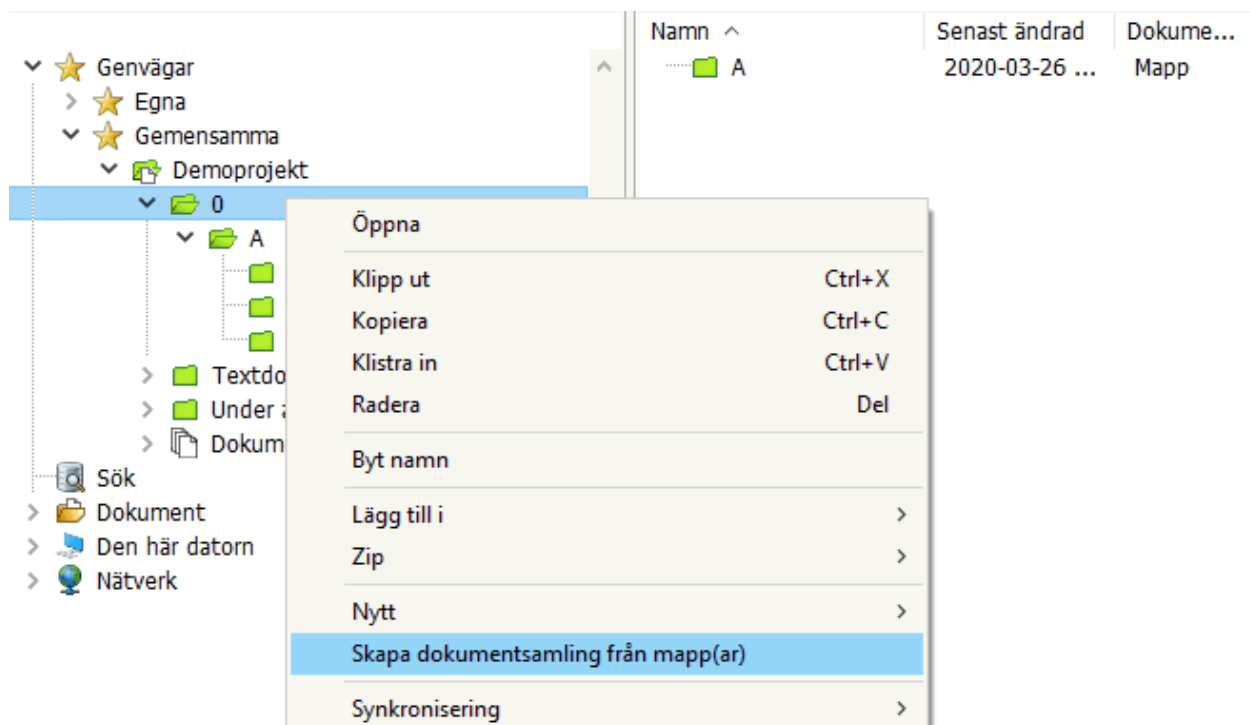 Namn Senast ändrad Dokume...
A 2020-03-26 ... Mapp
Genvägar
Egna
Gemensamma
Demoprojekt
0
A
Textdo
Under
Dokum
Sök
Dokument
Den här datorn
Nätverk
Öppna
Klipp ut Ctrl+X
Kopiera Ctrl+C
Klistra in Ctrl+V
Radera Del
Byt namn
Lägg till i
Zip
Nytt
Skapa dokumentsamling från mapp(ar)
Synkronisering